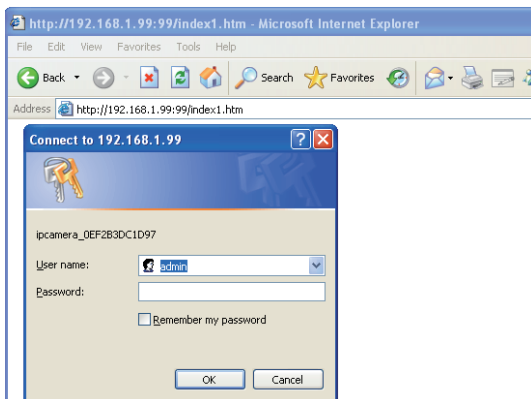 http://192.168.1.99:99/index1.htm - Microsoft Internet Explorer
File Edit View Favorites Tools Help
Back Search Favorites
Address http://192.168.1.99:99/index1.htm
Connect to 192.168.1.99
ipcamera_0EF2B3DC1D97
User name: admin
Password:
Remember my password
OK Cancel